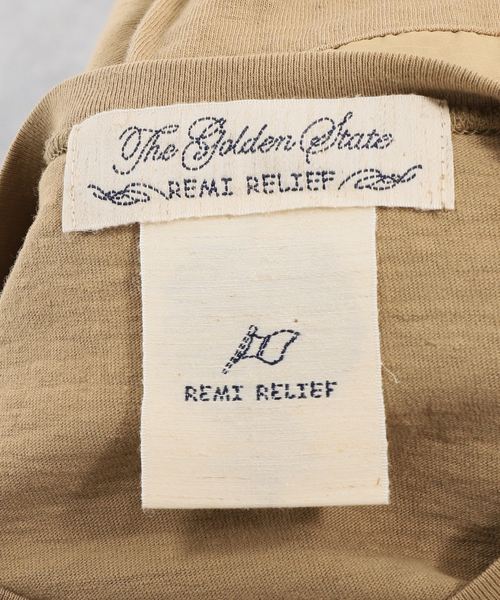 The Golden State
REMI RELIEF
REMI RELIEF